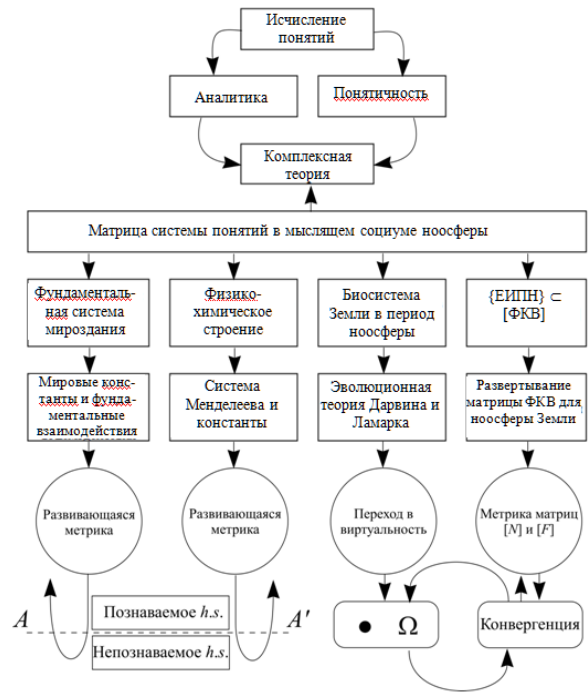 Исчисление
понятий
Аналитика
Понятичность
Комплексная
теория
Матрица системы понятий в мыслящем социуме ноосферы
Фундаменталь-
ная система
мироздания
Физико-
химическое
строение
Биосистема
Земли в период
ноосферы
{ЕИПН} ⊂
[ФКВ]
Мировые конс-
танты и фунда-
ментальные
взаимодействия
Система
Менделеева и
константы
Эволюционная
теория Дарвина и
Ламарка
Развертывание
матрицы ФКВ для
ноосферы Земли
Развивающаяся
метрика
Развивающаяся
метрика
Переход в
виртуальность
Метрика матриц
[N] и [F]
A
Познаваемое h.s.
A'
Непознаваемое h.s.
● Ω
Конвергенция